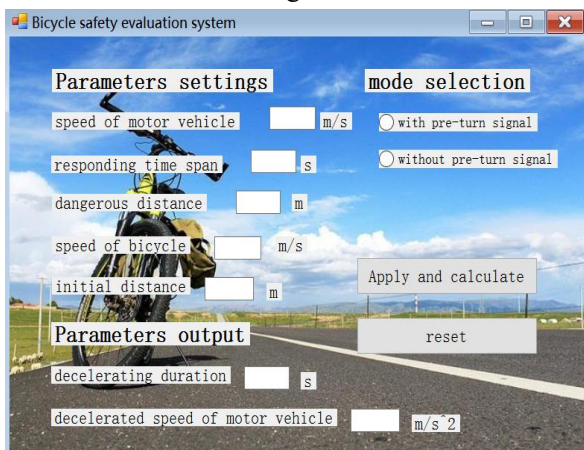 Bicycle safety evaluation system
Parameters settings
mode selection
speed of motor vehicle m/s
with pre-turn signal
responding time span s
without pre-turn signal
dangerous distance m
speed of bicycle m/s
initial distance m
Apply and calculate
Parameters output
reset
decelerating duration s
decelerated speed of motor vehicle m/s^2